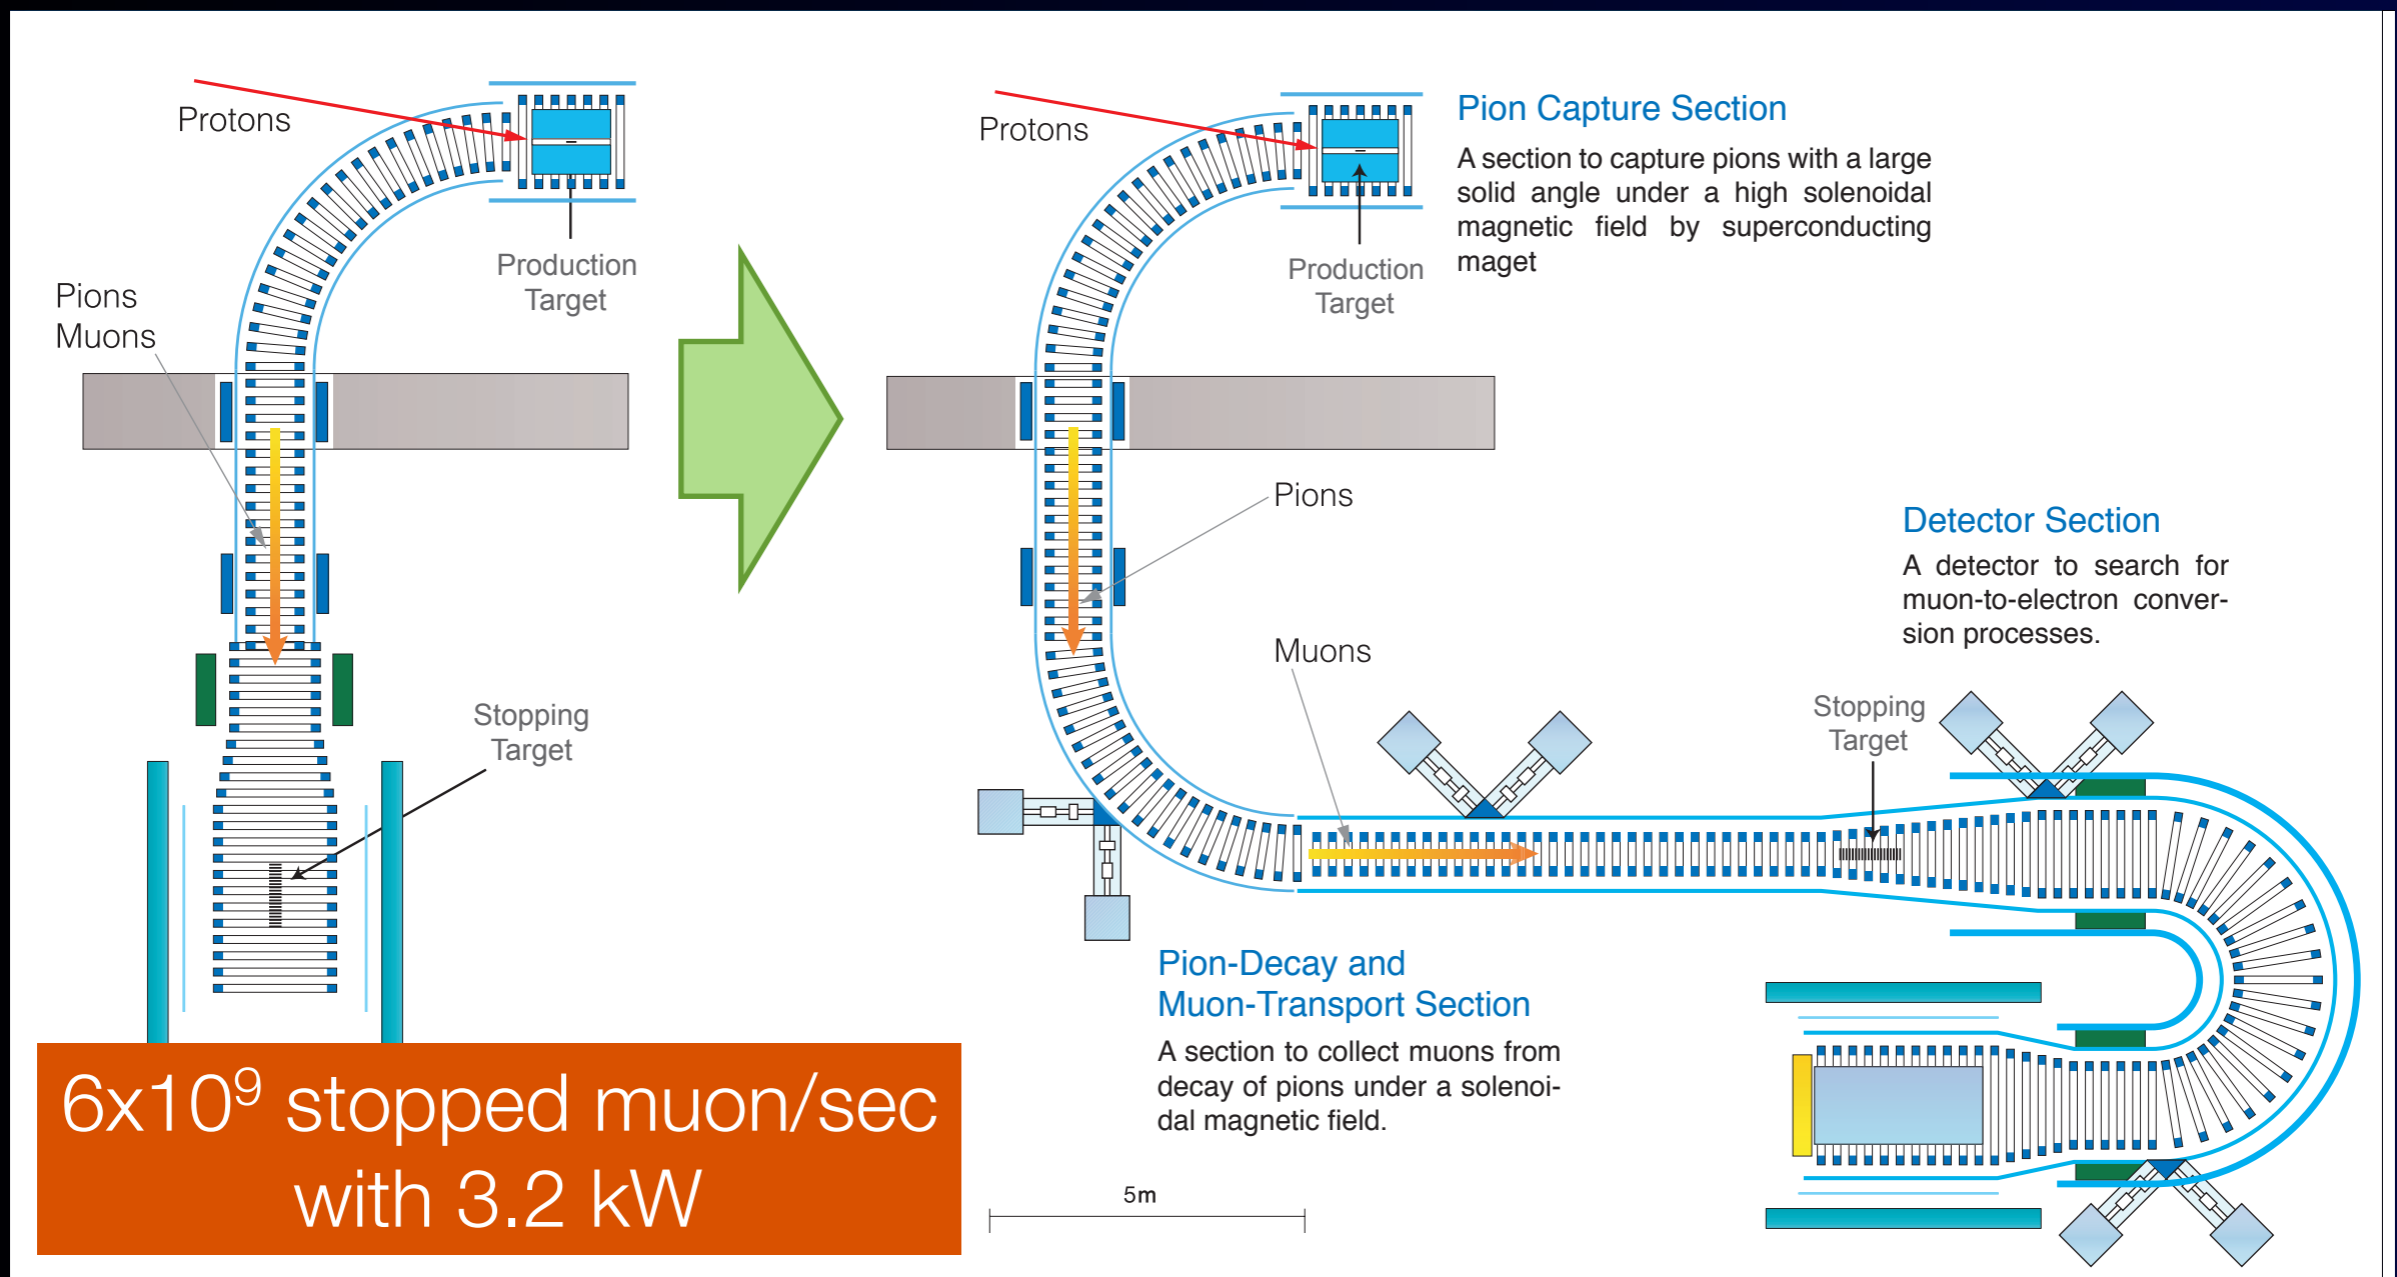 Protons
Production
Target
Pions
Muons
Stopping
Target
6x10⁹ stopped muon/sec
with 3.2 kW
Protons
Production
Target
Pion Capture Section
A section to capture pions with a large
solid angle under a high solenoidal
magnetic field by superconducting
maget
Pions
Muons
Detector Section
A detector to search for
muon-to-electron conver-
sion processes.
Stopping
Target
Pion-Decay and
Muon-Transport Section
A section to collect muons from
decay of pions under a solenoi-
dal magnetic field.
5m